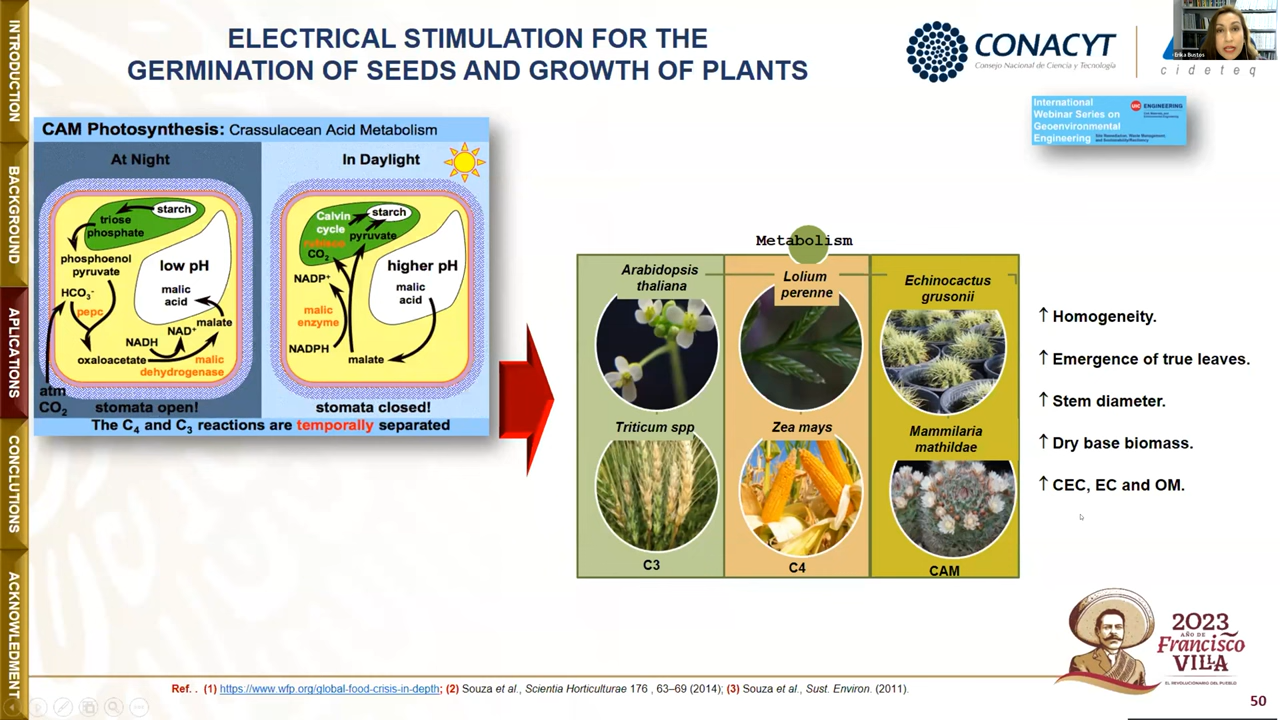 ELECTRICAL STIMULATION FOR THE
GERMINATION OF SEEDS AND GROWTH OF PLANTS
CONACYT
Consejo Nacional de Ciencia y Tecnología
cideteq
Erika Bustos
International
Webinar Series on
Geoenvironmental
Engineering
ENGINEERING
INTRODUCTION
BACKGROUND
APLICATIONS
CONCLUTIONS
ACKNOWLEDMENT
CAM Photosynthesis: Crassulacean Acid Metabolism
At Night
starch
triose
phosphate
phosphoenol
pyruvate
HCO3-
pepc
low pH
malic
acid
NAD+
malate
NADH
oxaloacetate
malic
dehydrogenase
atm
CO2
stomata open!
In Daylight
Calvin
cycle
starch
rubisco
pyruvate
CO2
NADP+
higher pH
malic
acid
malic
enzyme
NADPH
malate
stomata closed!
The C4 and C3 reactions are temporally separated
Metabolism
Arabidopsis
thaliana
Lolium
perenne
Echinocactus
grusonii
Triticum spp
Zea mays
Mammilaria
mathildae
C3
C4
CAM
↑ Homogeneity.
↑ Emergence of true leaves.
↑ Stem diameter.
↑ Dry base biomass.
↑ CEC, EC and OM.
2023
AÑO DE
Francisco
VILLA
EL REVOLUCIONARIO DEL PUEBLO
Ref. . (1) https://www.wfp.org/global-food-crisis-in-depth; (2) Souza et al., Scientia Horticulturae 176 , 63–69 (2014); (3) Souza et al., Sust. Environ. (2011).
50